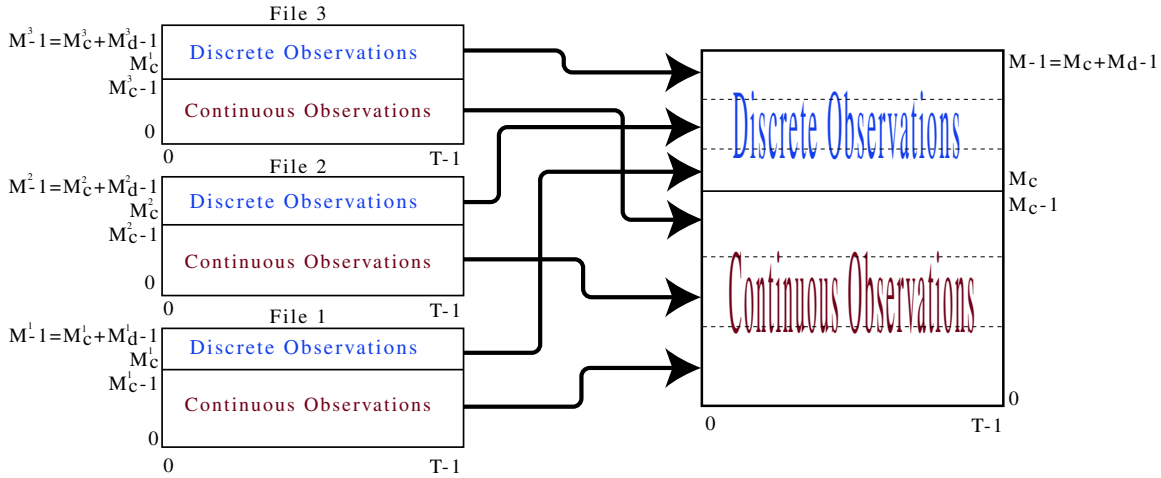 File 3
M³-1=M³c+M³d-1
Discrete Observations
M¹c
M³c-1
Continuous Observations
0
0 T-1
File 2
M²-1=M²c+M²d-1
Discrete Observations
M²c
M²c-1
Continuous Observations
0
0 T-1
File 1
M¹-1=M¹c+M¹d-1
Discrete Observations
M¹c
M¹c-1
Continuous Observations
0
0 T-1
M-1=Mc+Md-1
Discrete Observations
Mc
Mc-1
Continuous Observations
0
0 T-1